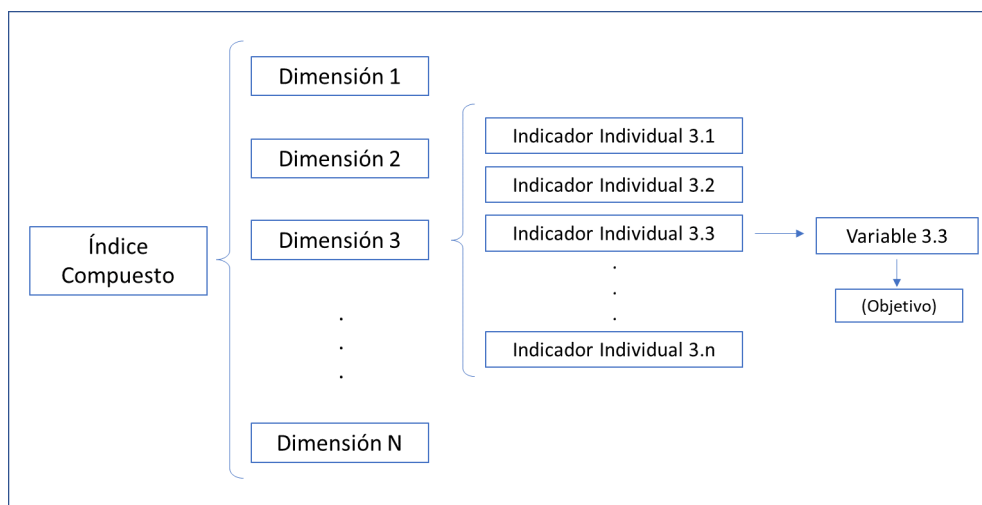 Índice
Compuesto
Dimensión 1
Dimensión 2
Dimensión 3
.
.
.
Dimensión N
Indicador Individual 3.1
Indicador Individual 3.2
Indicador Individual 3.3
.
.
.
Indicador Individual 3.n
Variable 3.3
(Objetivo)